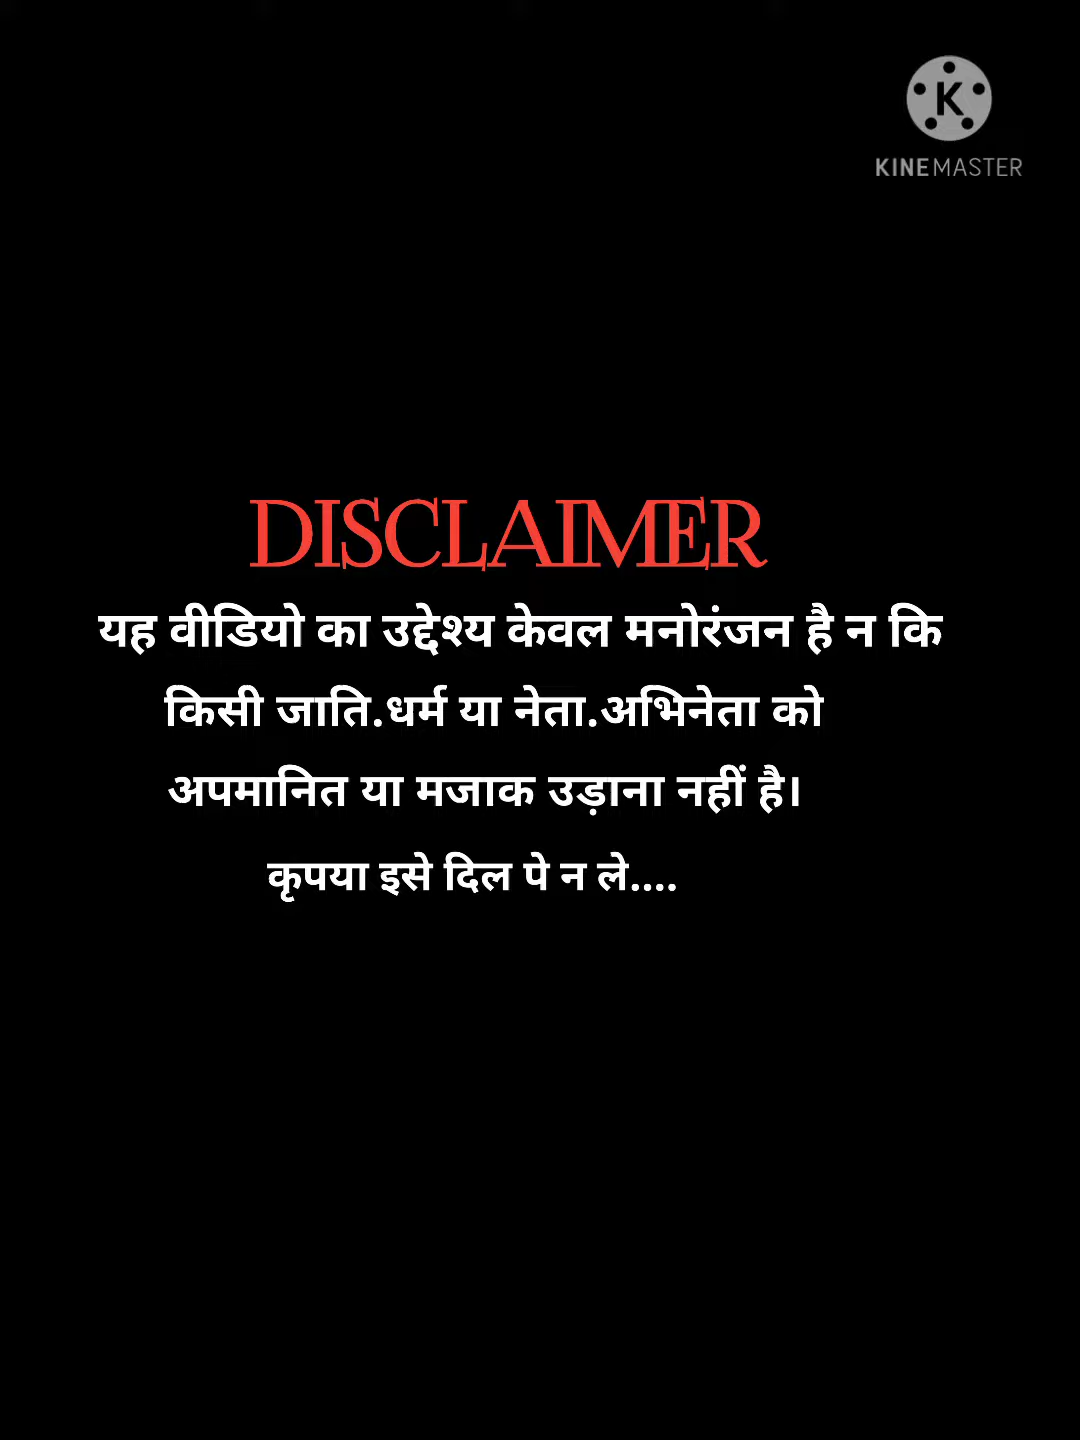 KINEMASTER
DISCLAIMER
यह वीडियो का उद्देश्य केवल मनोरंजन है न कि
किसी जाति.धर्म या नेता.अभिनेता को
अपमानित या मजाक उड़ाना नहीं है।
कृपया इसे दिल पे न ले....